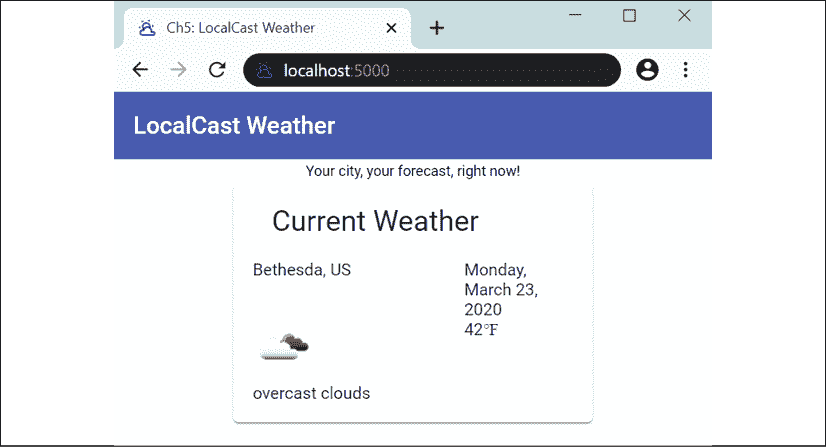 Ch5: LocalCast Weather
localhost:5000
LocalCast Weather
Your city, your forecast, right now!
Current Weather
Bethesda, US
Monday,
March 23,
2020
42°F
overcast clouds